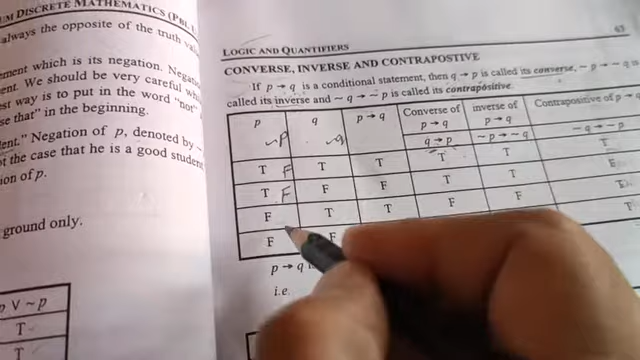 UM DISCRETE MATHEMATICS (PBL
always the opposite of the truth
ment which is its negation.
ent. We should be very careful
est way is to put in the word "not"
se that" in the beginning.
ent." Negation of p, denoted by ~
ot the case that he is a good student
ion of p.
ground only.
p V ~p
T
T
LOGIC AND QUANTIFIERS
63
CONVERSE, INVERSE AND CONTRAPOSTIVE
If p → q is a conditional statement, then q → p is called its converse, ~ p → ~ q is
called its inverse and ~ q → ~ p is called its contrapositive.
p q p → q Converse of p → q inverse of p → q Contrapositive of p → q
~p ~q q → p ~ p → ~ q ~ q → ~ p
T F T T T T T
T F F F T T F
F T T F F T
F F
p → q
i.e.